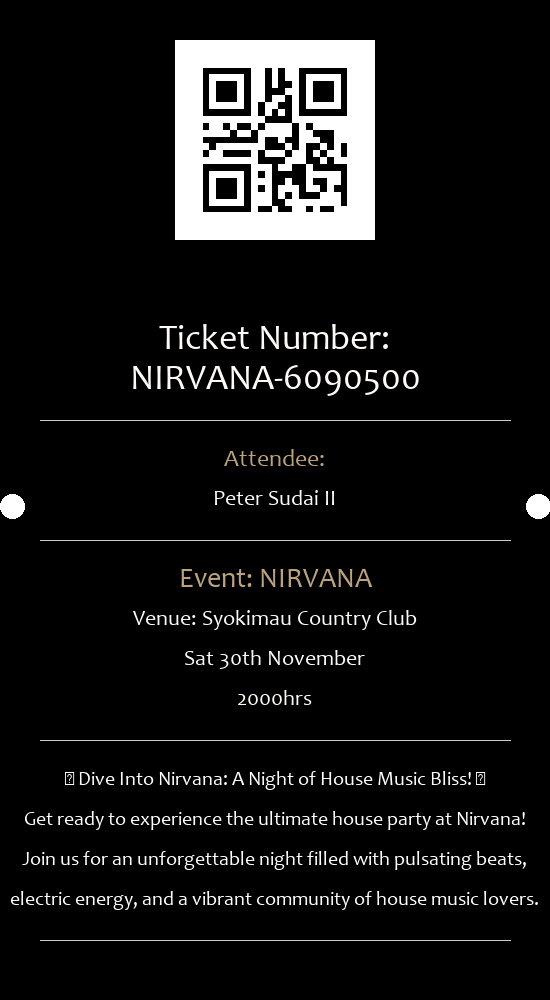 Ticket Number:
NIRVANA-6090500
Attendee:
Peter Sudai II
Event: NIRVANA
Venue: Syokimau Country Club
Sat 30th November
2000hrs
Dive Into Nirvana: A Night of House Music Bliss!
Get ready to experience the ultimate house party at Nirvana!
Join us for an unforgettable night filled with pulsating beats,
electric energy, and a vibrant community of house music lovers.